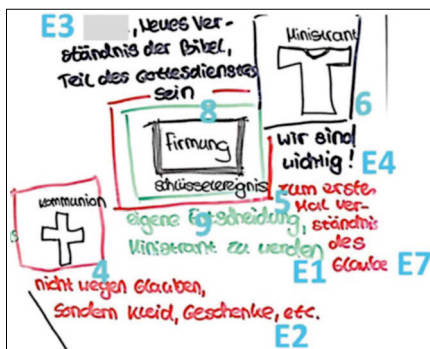 E3 , Neues Ver-
ständnis der Bibel,
Teil des Gottesdienstes
sein
Ministrant
8
6
Firmung
wir sind
wichtig! E4
schlüsselereignis
5
zum erste
kommunion
eigene Entscheidung,
9
Mal ver-
ständnis
Ministrant zu werden
des
4
E1
Glaube E7
nicht wegen Glauben,
sondern Kleid, Geschenke, etc.
E2